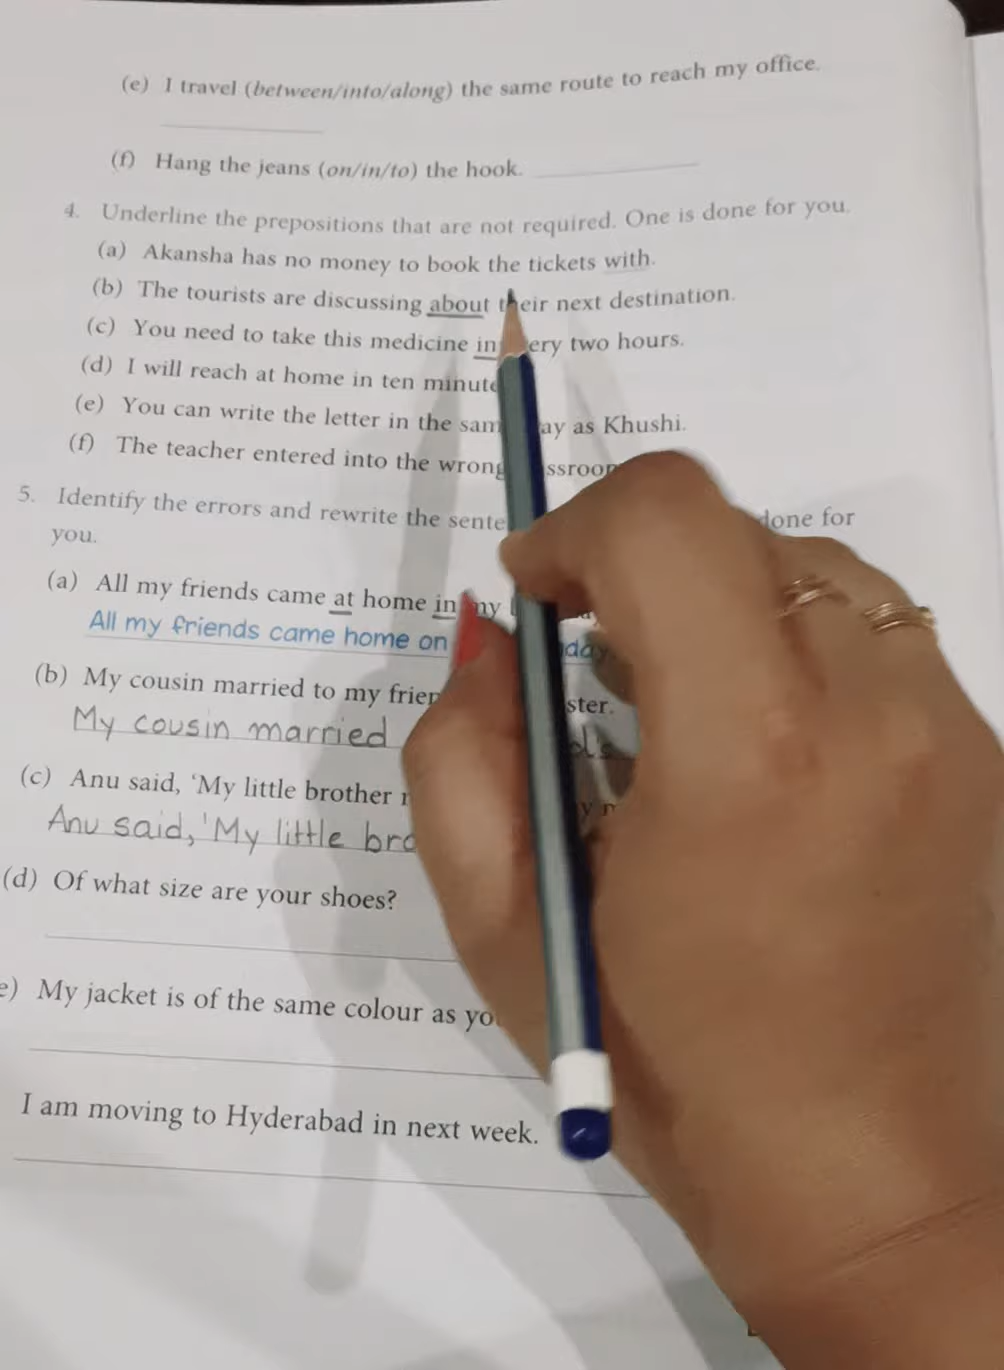 (e) I travel (between/into/along) the same route to reach my office.
(f) Hang the jeans (on/in/to) the hook.
4. Underline the prepositions that are not required. One is done for you.
(a) Akansha has no money to book the tickets with.
(b) The tourists are discussing about their next destination.
(c) You need to take this medicine in two hours.
(d) I will reach at home in ten
(e) You can write the letter in the as Khushi.
(f) The teacher entered into the
5. Identify the errors and rewrite the done for
you.
(a) All my friends came at home in
All my friends came home on
(b) My cousin married to my
My cousin married
(c) Anu said, 'My little brother
Anu said, 'My little
(d) Of what size are your shoes?
My jacket is of the same colour as
I am moving to Hyderabad in next week.